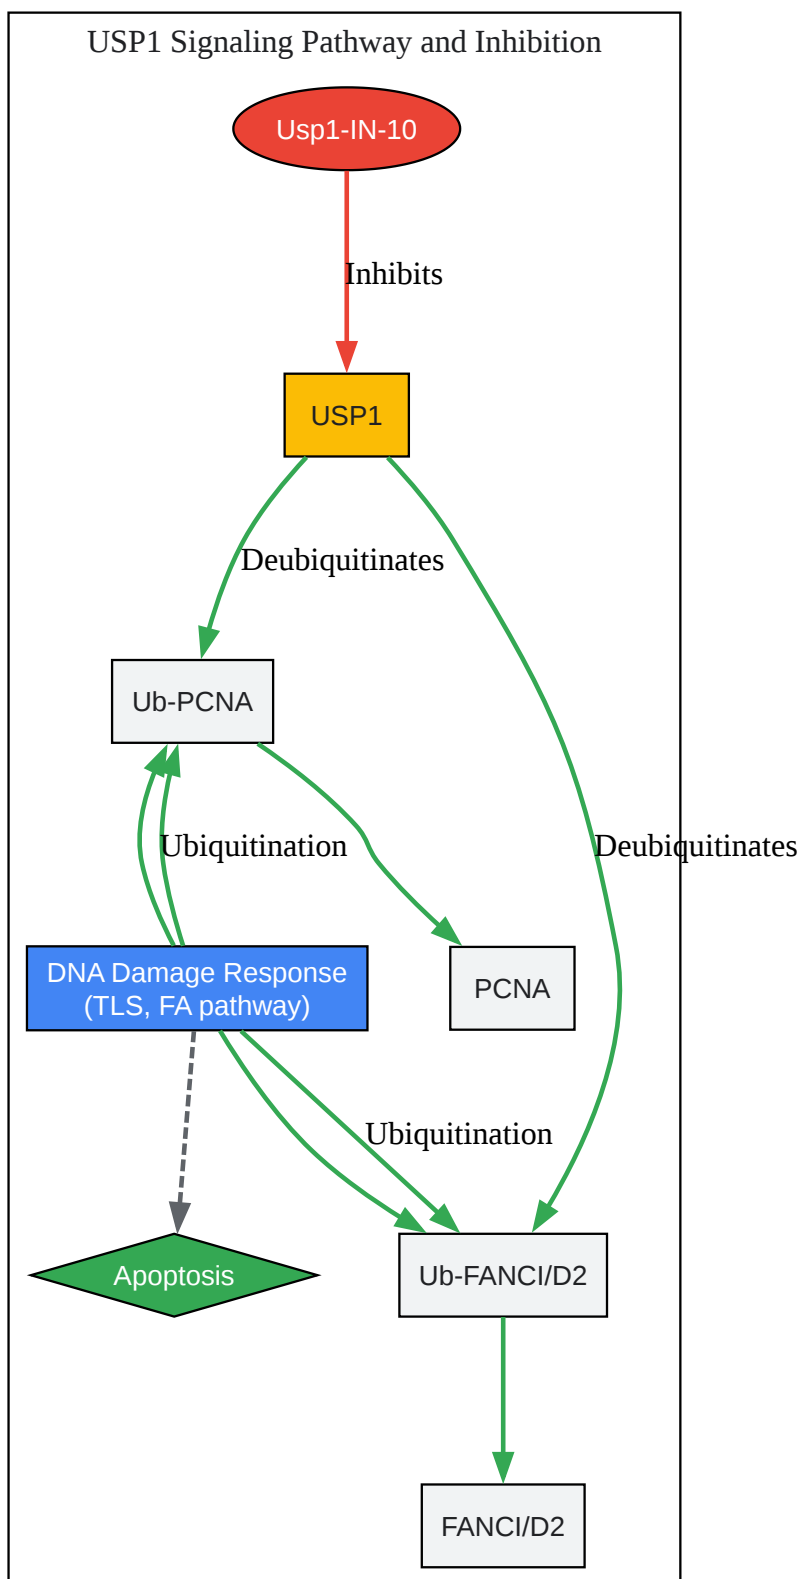 USP1 Signaling Pathway and Inhibition
Usp1-IN-10
Inhibits
USP1
Deubiquitinates
Ub-PCNA
Ubiquitination
Deubiquitinates
DNA Damage Response
(TLS, FA pathway)
PCNA
Ubiquitination
Apoptosis
Ub-FANCI/D2
FANCI/D2